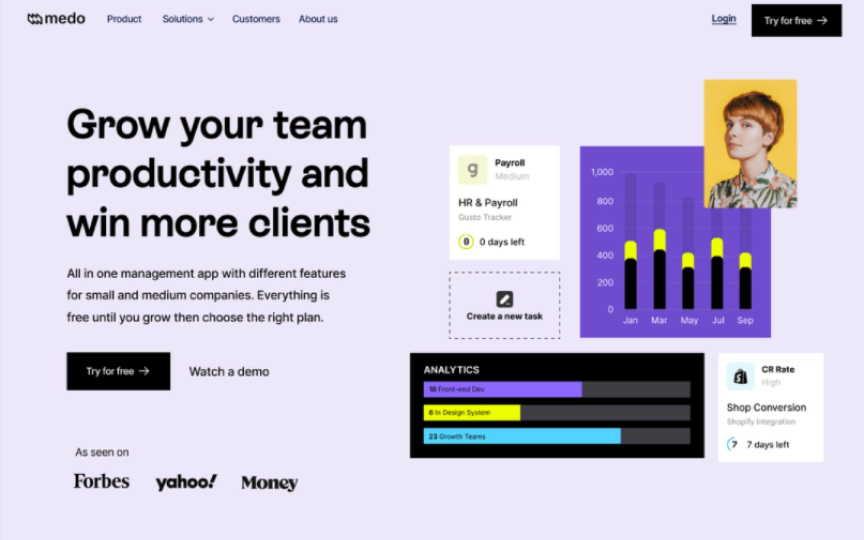 medo
Product
Solutions
Customers
About us
Login
Try for free →
Grow your team
productivity and
win more clients
All in one management app with different features
for small and medium companies. Everything is
free until you grow then choose the right plan.
Try for free →
Watch a demo
As seen on
Forbes
yahoo!
Money
g
Payroll
Medium
HR & Payroll
Gusto Tracker
0 days left
Create a new task
1,000
800
600
400
200
0
Jan
Mar
May
Jul
Sep
ANALYTICS
16 Front-end Dev
8 In Design System
23 Growth Teams
CR Rate
High
Shop Conversion
Shopify Integration
7
7 days left